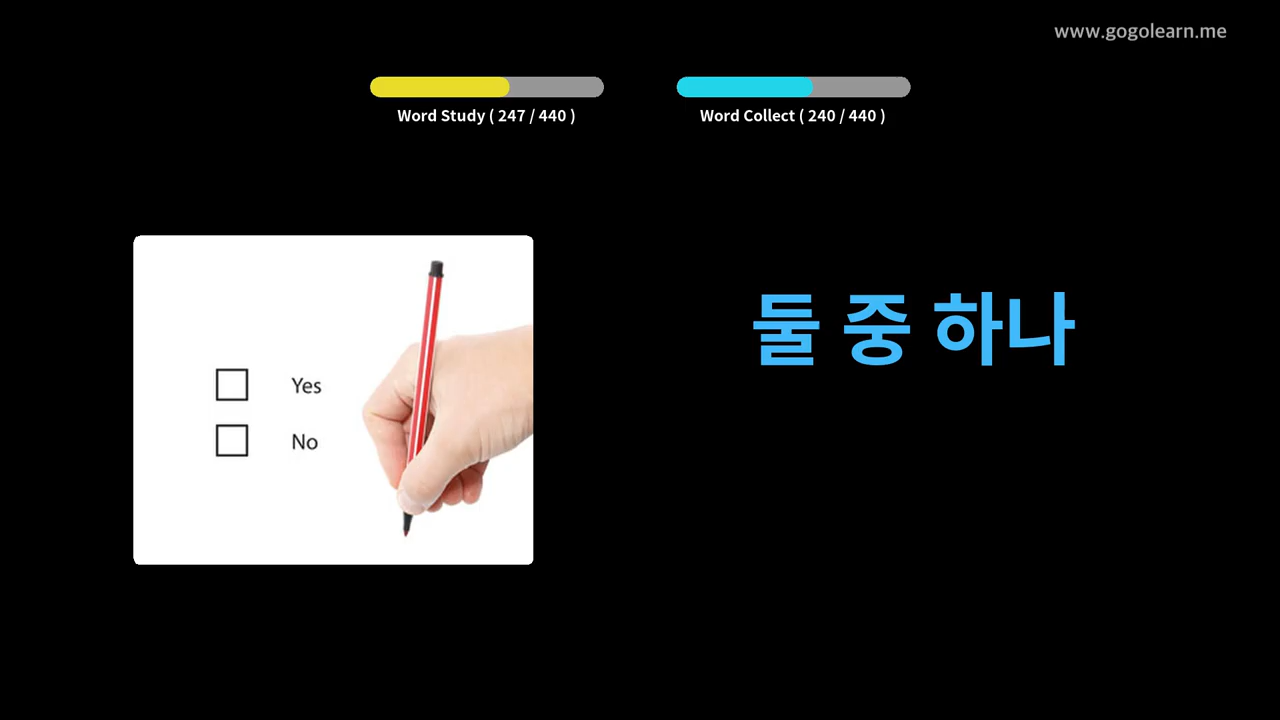 www.gogolearn.me
Word Study ( 247 / 440 )
Word Collect ( 240 / 440 )
둘 중 하나
Yes
No